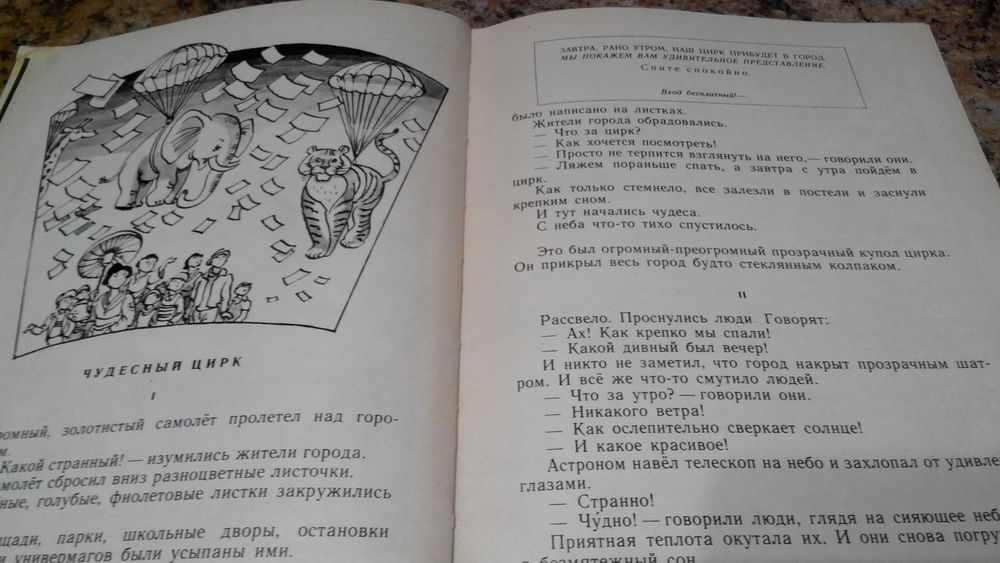 ЧУДЕСНЫЙ ЦИРК
I
золотистый самолёт пролетел над горо-
Какой странный! — изумились жители города.
сбросил вниз разноцветные листочки.
голубые, фиолетовые листки закружились
парки, школьные дворы, остановки
и универмагов были усыпаны ими.
ЗАВТРА, РАНО УТРОМ, НАШ ЦИРК ПРИБУДЕТ В ГОРОД.
МЫ ПОКАЖЕМ ВАМ УДИВИТЕЛЬНОЕ ПРЕДСТАВЛЕНИЕ.
Спите спокойно.
Вход бесплатный!—
было написано на листках.
Жители города обрадовались.
— Что за цирк?
— Как хочется посмотреть!
— Просто не терпится взглянуть на него,— говорили они.
— Ляжем пораньше спать, а завтра с утра пойдём в
цирк.
Как только стемнело, все залезли в постели и заснули
крепким сном.
И тут начались чудеса.
С неба что-то тихо спустилось.
Это был огромный-преогромный прозрачный купол цирка.
Он прикрыл весь город будто стеклянным колпаком.
II
Рассвело. Проснулись люди. Говорят:
— Ах! Как крепко мы спали!
— Какой дивный был вечер!
И никто не заметил, что город накрыт прозрачным шат-
ром. И всё же что-то смутило людей.
— Что за утро? — говорили они.
— Никакого ветра!
— Как ослепительно сверкает солнце!
— И какое красивое!
Астроном навёл телескоп на небо и захлопал от удивле
глазами.
— Странно!
— Чу́дно! — говорили люди, глядя на сияющее неб
Приятная теплота окутала их. И они снова погру
безмятежный сон.